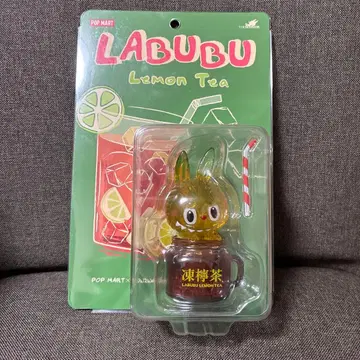 POP MART
LABUBU
Lemon Tea
凍檸茶
LABUBU LEMON TEA
POP MART ×